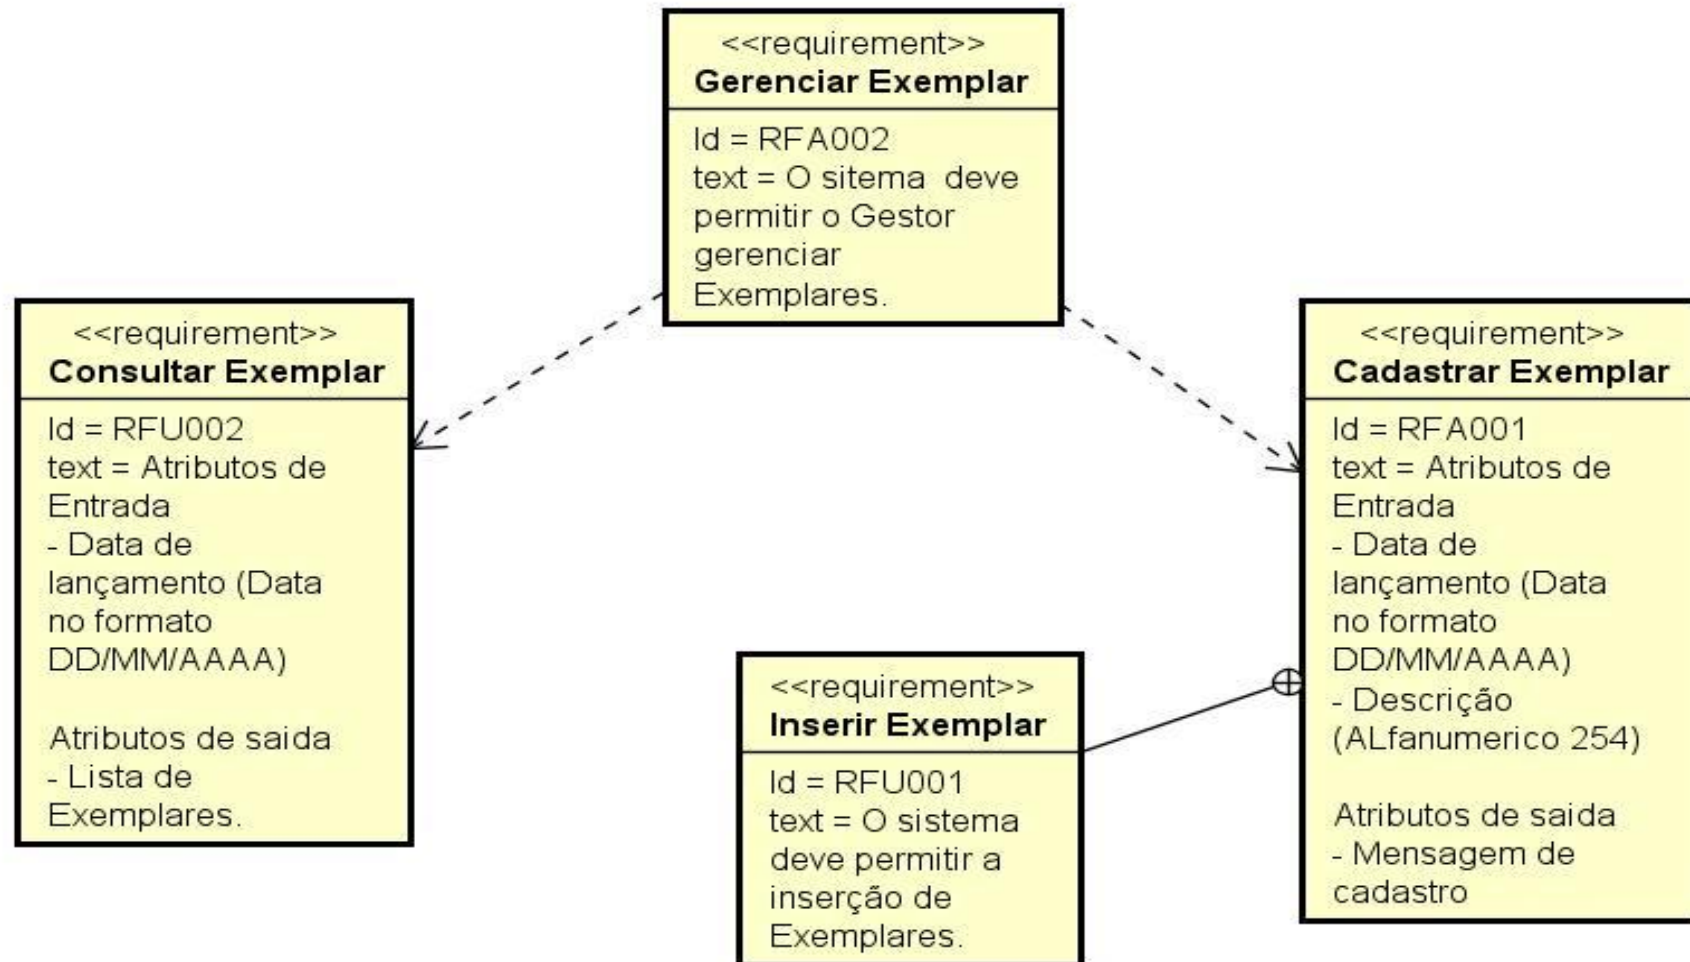 <<requirement>>
Gerenciar Exemplar
Id = RFA002
text = O sitema  deve
permitir o Gestor
gerenciar
Exemplares.
<<requirement>>
Consultar Exemplar
Id = RFU002
text = Atributos de
Entrada
- Data de
lançamento (Data
no formato
DD/MM/AAAA)
Atributos de saida
- Lista de
Exemplares.
<<requirement>>
Cadastrar Exemplar
Id = RFA001
text = Atributos de
Entrada
- Data de
lançamento (Data
no formato
DD/MM/AAAA)
- Descrição
(ALfanumerico 254)
Atributos de saida
- Mensagem de
cadastro
<<requirement>>
Inserir Exemplar
Id = RFU001
text = O sistema
deve permitir a
inserção de
Exemplares.